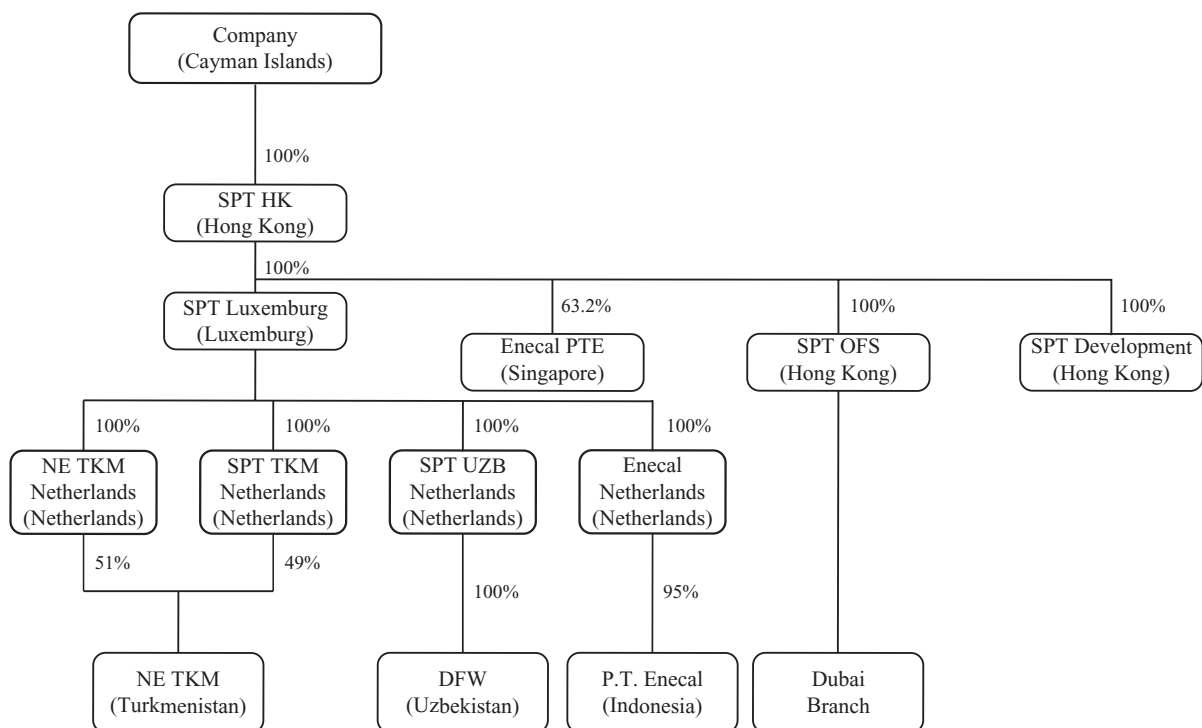 Company
(Cayman Islands)
100%
SPT HK
(Hong Kong)
100%
SPT Luxemburg
(Luxemburg)
63.2%
Enecal PTE
(Singapore)
100%
SPT OFS
(Hong Kong)
100%
SPT Development
(Hong Kong)
100%
NE TKM
Netherlands
(Netherlands)
100%
SPT TKM
Netherlands
(Netherlands)
100%
SPT UZB
Netherlands
(Netherlands)
100%
Enecal
Netherlands
(Netherlands)
51%
49%
100%
95%
NE TKM
(Turkmenistan)
DFW
(Uzbekistan)
P.T. Enecal
(Indonesia)
Dubai
Branch